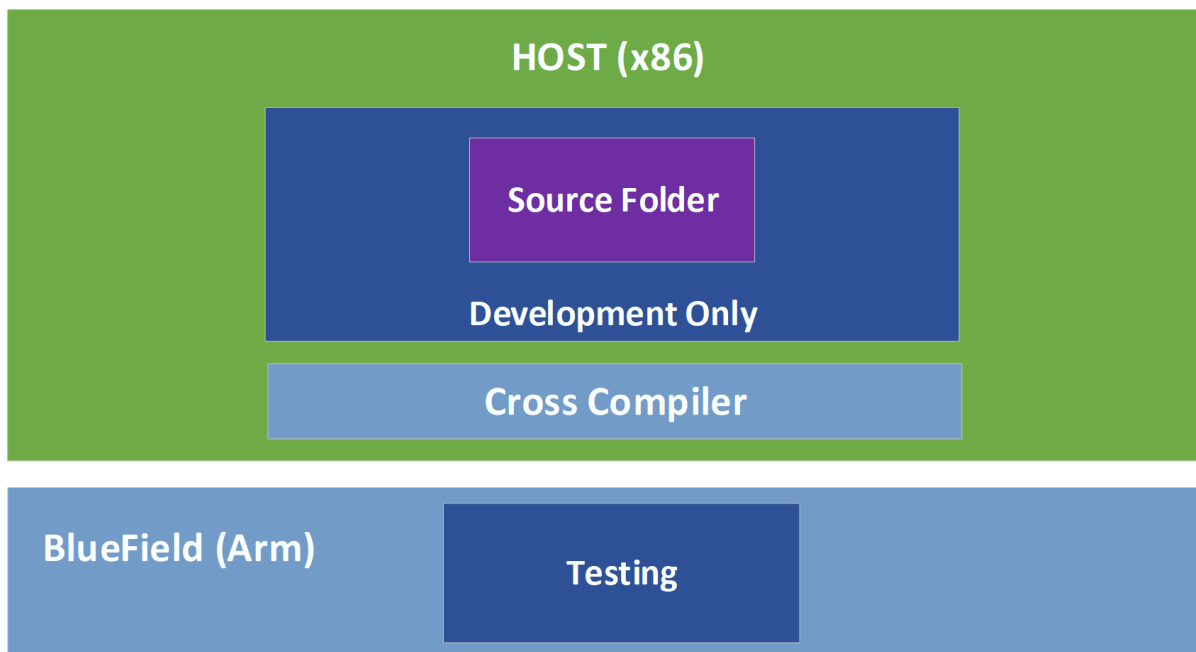 HOST (x86)
Source Folder
Development Only
Cross Compiler
BlueField (Arm)
Testing